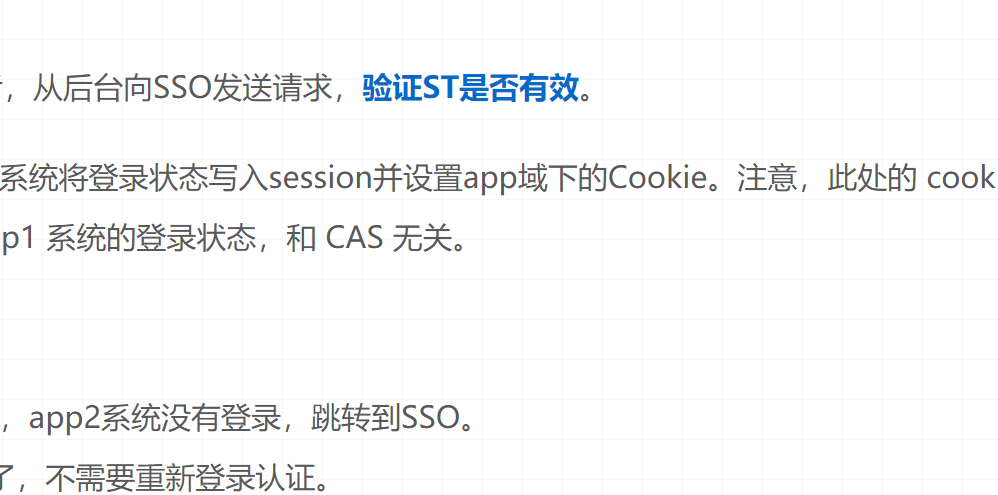 ，从后台向SSO发送请求，验证ST是否有效。
系统将登录状态写入session并设置app域下的Cookie。注意，此处的 cook
p1 系统的登录状态，和 CAS 无关。
，app2系统没有登录，跳转到SSO。
了，不需要重新登录认证。